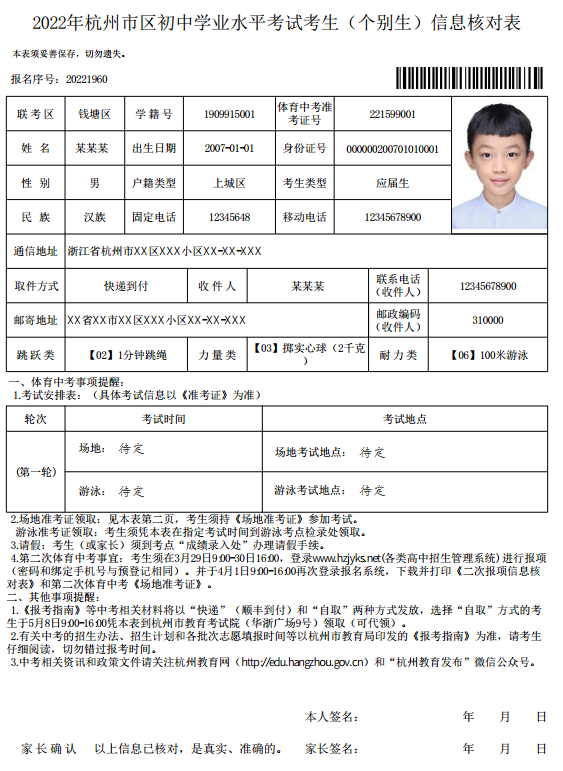 2022年杭州市区初中学业水平考试考生（个别生）信息核对表
本表须妥善保存，切勿遗失。
报名序号：20221960
联考区 钱塘区 学籍号 1909915001 体育中考准考证号 221599001
姓名 某某某 出生日期 2007-01-01 身份证号 000000200701010001
性别 男 户籍类型 上城区 考生类型 应届生
民族 汉族 固定电话 12345648 移动电话 12345678900
通信地址 浙江省杭州市XX区XXX小区XX-XX-XXX
取件方式 快递到付 收件人 某某某 联系电话（收件人） 12345678900
邮寄地址 XX省XX市XX区XXX小区XX-XX-XXX 邮政编码（收件人） 310000
跳跃类 【02】1分钟跳绳 力量类 【03】掷实心球（2千克） 耐力类 【06】100米游泳
一、体育中考事项提醒：
1.考试安排表：（具体考试信息以《准考证》为准）
轮次 考试时间 考试地点
(第一轮) 场地： 待定 场地考试地点： 待定
游泳： 待定 游泳考试地点： 待定
2.场地准考证领取：见本表第二页，考生须持《场地准考证》参加考试。
游泳准考证领取：考生须凭本表在指定考试时间到游泳考点检录处领取。
3.请假：考生（或家长）须到考点“成绩录入处”办理请假手续。
4.第二次体育中考事宜：考生须在3月29日9:00-30日16:00，登录www.hzjyks.net(各类高中招生管理系统)进行报项
（密码和绑定手机号与预登记相同）。并于4月1日9:00-16:00再次登录报名系统，下载并打印《二次报项信息核
对表》和第二次体育中考《场地准考证》。
二、其他事项提醒：
1.《报考指南》等中考相关材料将以“快递”（顺丰到付）和“自取”两种方式发放，选择“自取”方式的考
生于5月8日9:00-16:00凭本表到杭州市教育考试院（华浙广场9号）领取（可代领）。
2.有关中考的招生办法、招生计划和各批次志愿填报时间等以杭州市教育局印发的《报考指南》为准，请考生
仔细阅读，切勿错过报考时间。
3.中考相关资讯和政策文件请关注杭州教育网（http://edu.hangzhou.gov.cn）和“杭州教育发布”微信公众号。
本人签名： 年 月 日
家长确认 以上信息已核对，是真实、准确的。 家长签名： 年 月 日